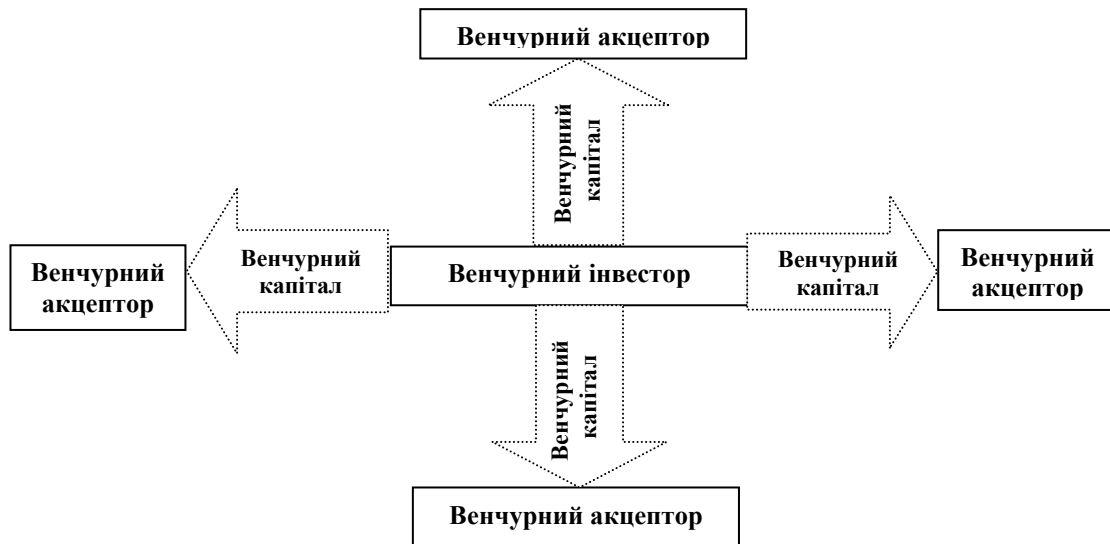 Венчурний акцептор
Венчурний
капітал
Венчурний
акцептор
Венчурний
капітал
Венчурний інвестор
Венчурний
капітал
Венчурний
акцептор
Венчурний
капітал
Венчурний акцептор